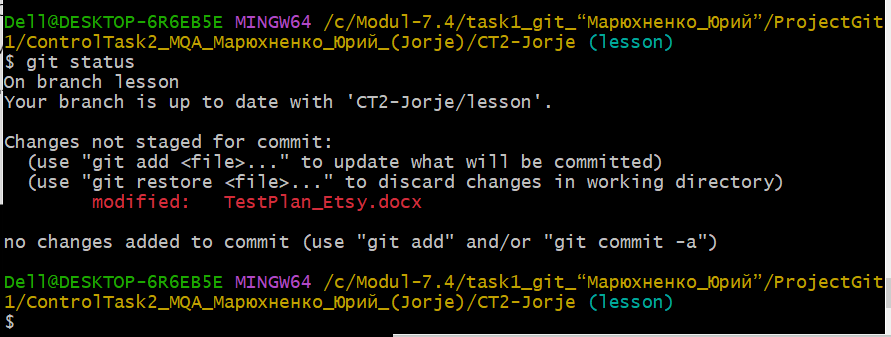 Dell@DESKTOP-6R6EB5E MINGW64 /c/Modul-7.4/task1_git_“Марюхненко_Юрий”/ProjectGit
1/ControlTask2_MQA_Марюхненко_Юрий_(Jorje)/CT2-Jorje (lesson)
$ git status
On branch lesson
Your branch is up to date with 'CT2-Jorje/lesson'.
Changes not staged for commit:
  (use "git add <file>..." to update what will be committed)
  (use "git restore <file>..." to discard changes in working directory)
        modified:   TestPlan_Etsy.docx
no changes added to commit (use "git add" and/or "git commit -a")
Dell@DESKTOP-6R6EB5E MINGW64 /c/Modul-7.4/task1_git_“Марюхненко_Юрий”/ProjectGit
1/ControlTask2_MQA_Марюхненко_Юрий_(Jorje)/CT2-Jorje (lesson)
$